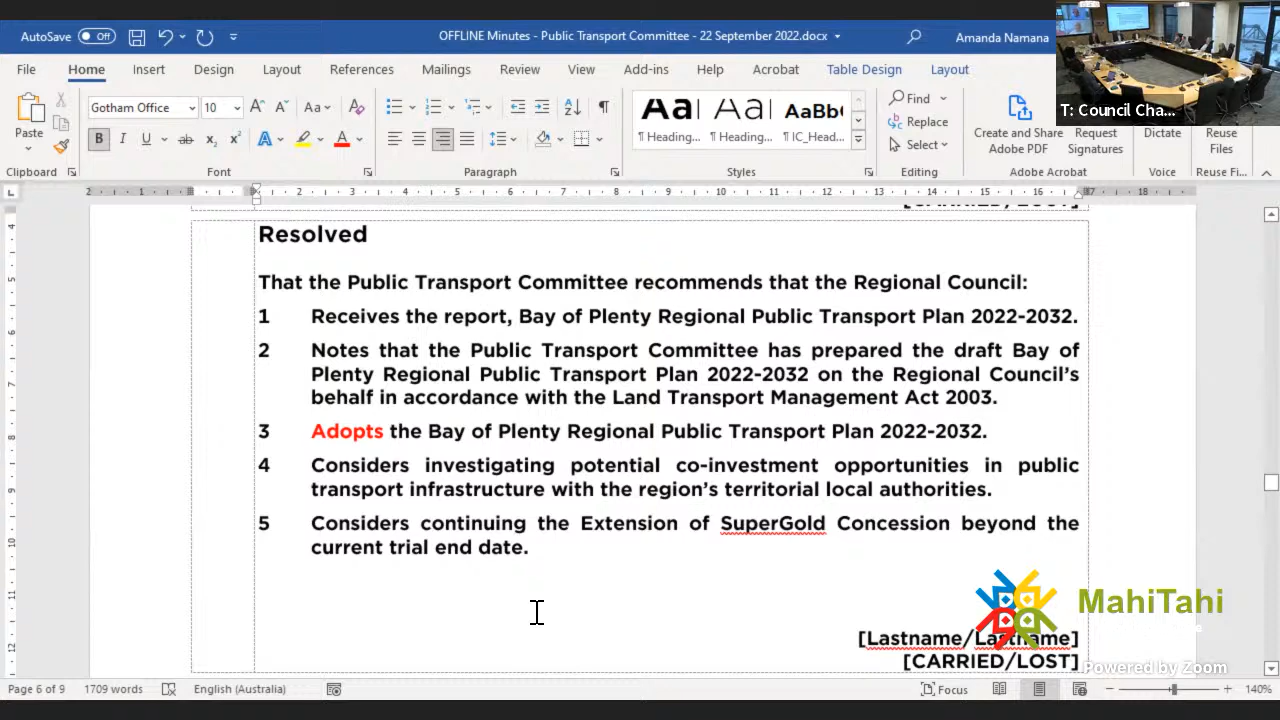 AutoSave Off
OFFLINE Minutes - Public Transport Committee - 22 September 2022.docx
Amanda Namana
T: Council Cha...
File Home Insert Design Layout References Mailings Review View Add-ins Help Acrobat Table Design Layout
Paste
Gotham Office 10
Aa
¶ Heading... ¶ Heading... ¶ IC_Head...
Find
Replace
Select
Create and Share Adobe PDF
Request Signatures
Dictate
Reuse Files
Clipboard Font Paragraph Styles Editing Adobe Acrobat Voice Reuse Fi...
Resolved
That the Public Transport Committee recommends that the Regional Council:
1 Receives the report, Bay of Plenty Regional Public Transport Plan 2022-2032.
2 Notes that the Public Transport Committee has prepared the draft Bay of
Plenty Regional Public Transport Plan 2022-2032 on the Regional Council's
behalf in accordance with the Land Transport Management Act 2003.
3 Adopts the Bay of Plenty Regional Public Transport Plan 2022-2032.
4 Considers investigating potential co-investment opportunities in public
transport infrastructure with the region's territorial local authorities.
5 Considers continuing the Extension of SuperGold Concession beyond the
current trial end date.
MahiTahi
[Lastname/Lastname]
[CARRIED/LOST]
Powered by Zoom
Page 6 of 9 1709 words English (Australia) Focus 140%